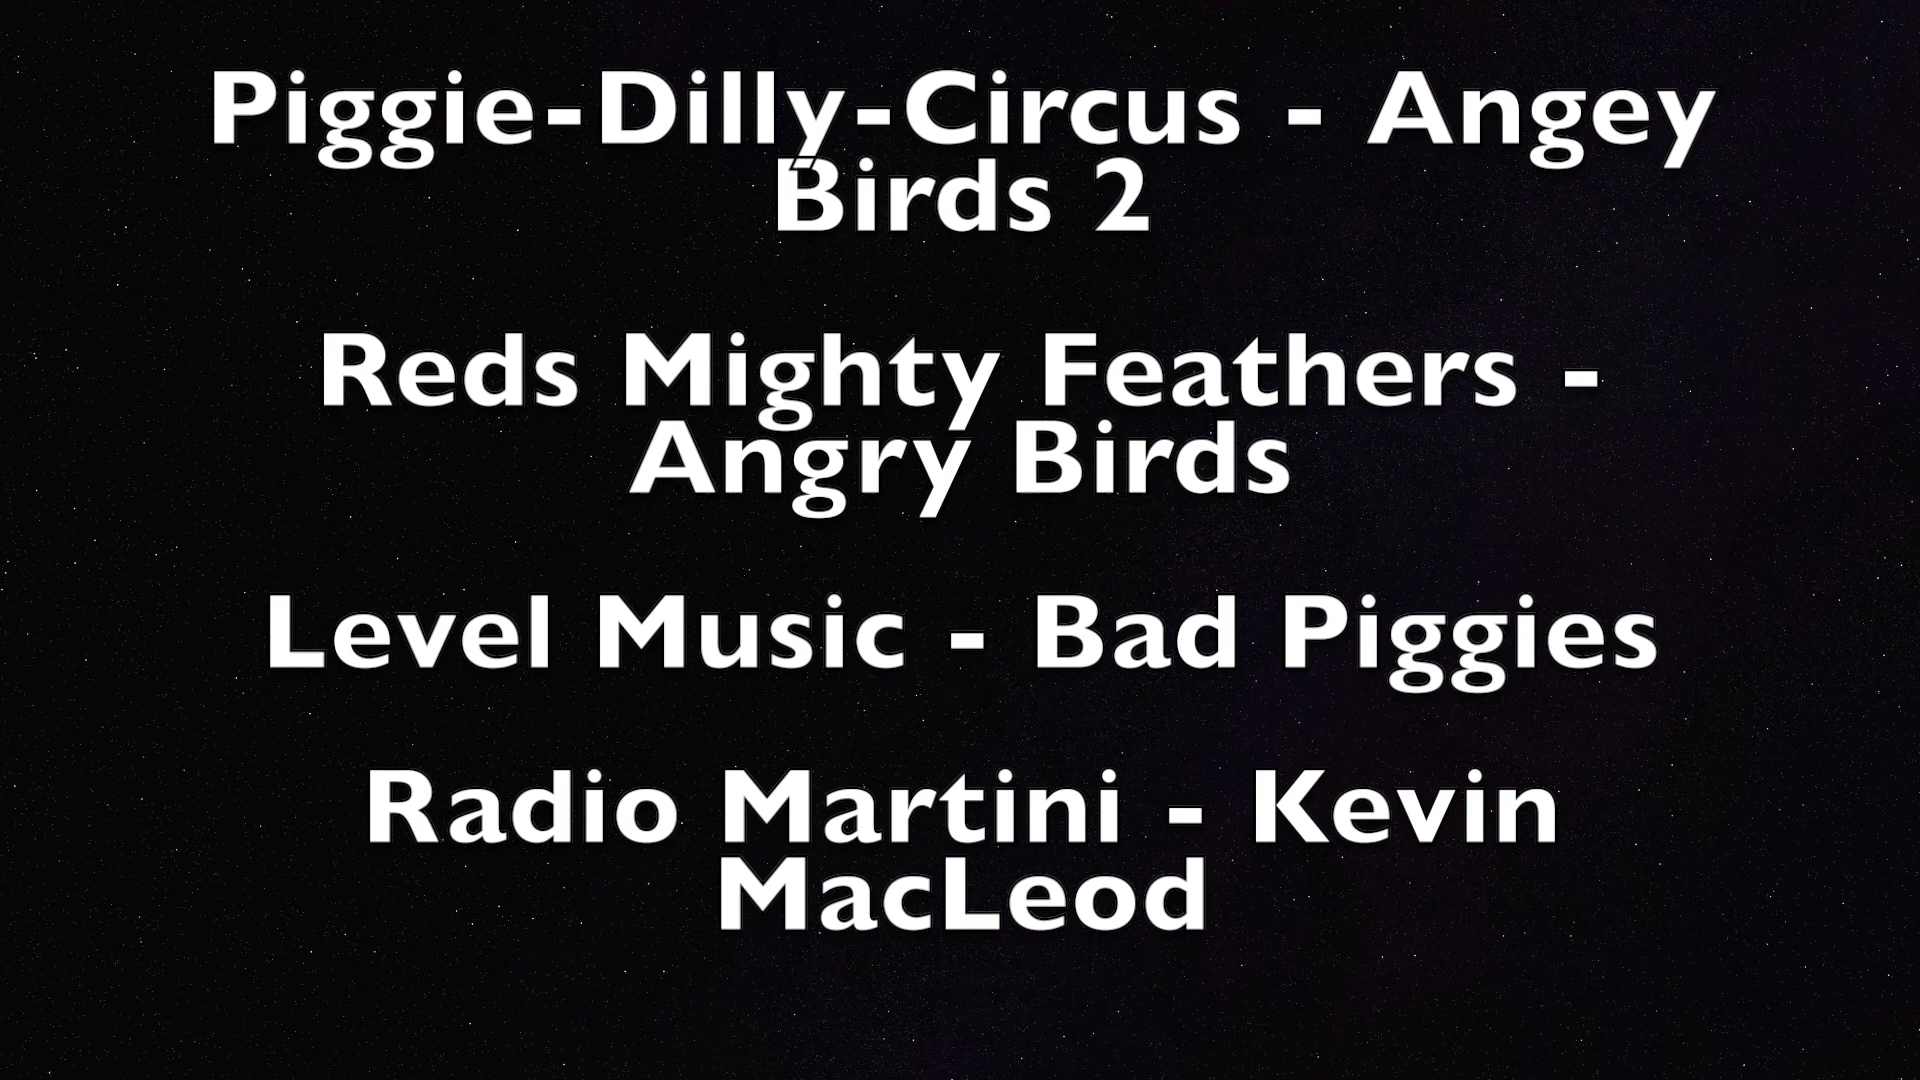 Piggie-Dilly-Circus - Angey
Birds 2
Reds Mighty Feathers -
Angry Birds
Level Music - Bad Piggies
Radio Martini - Kevin
MacLeod